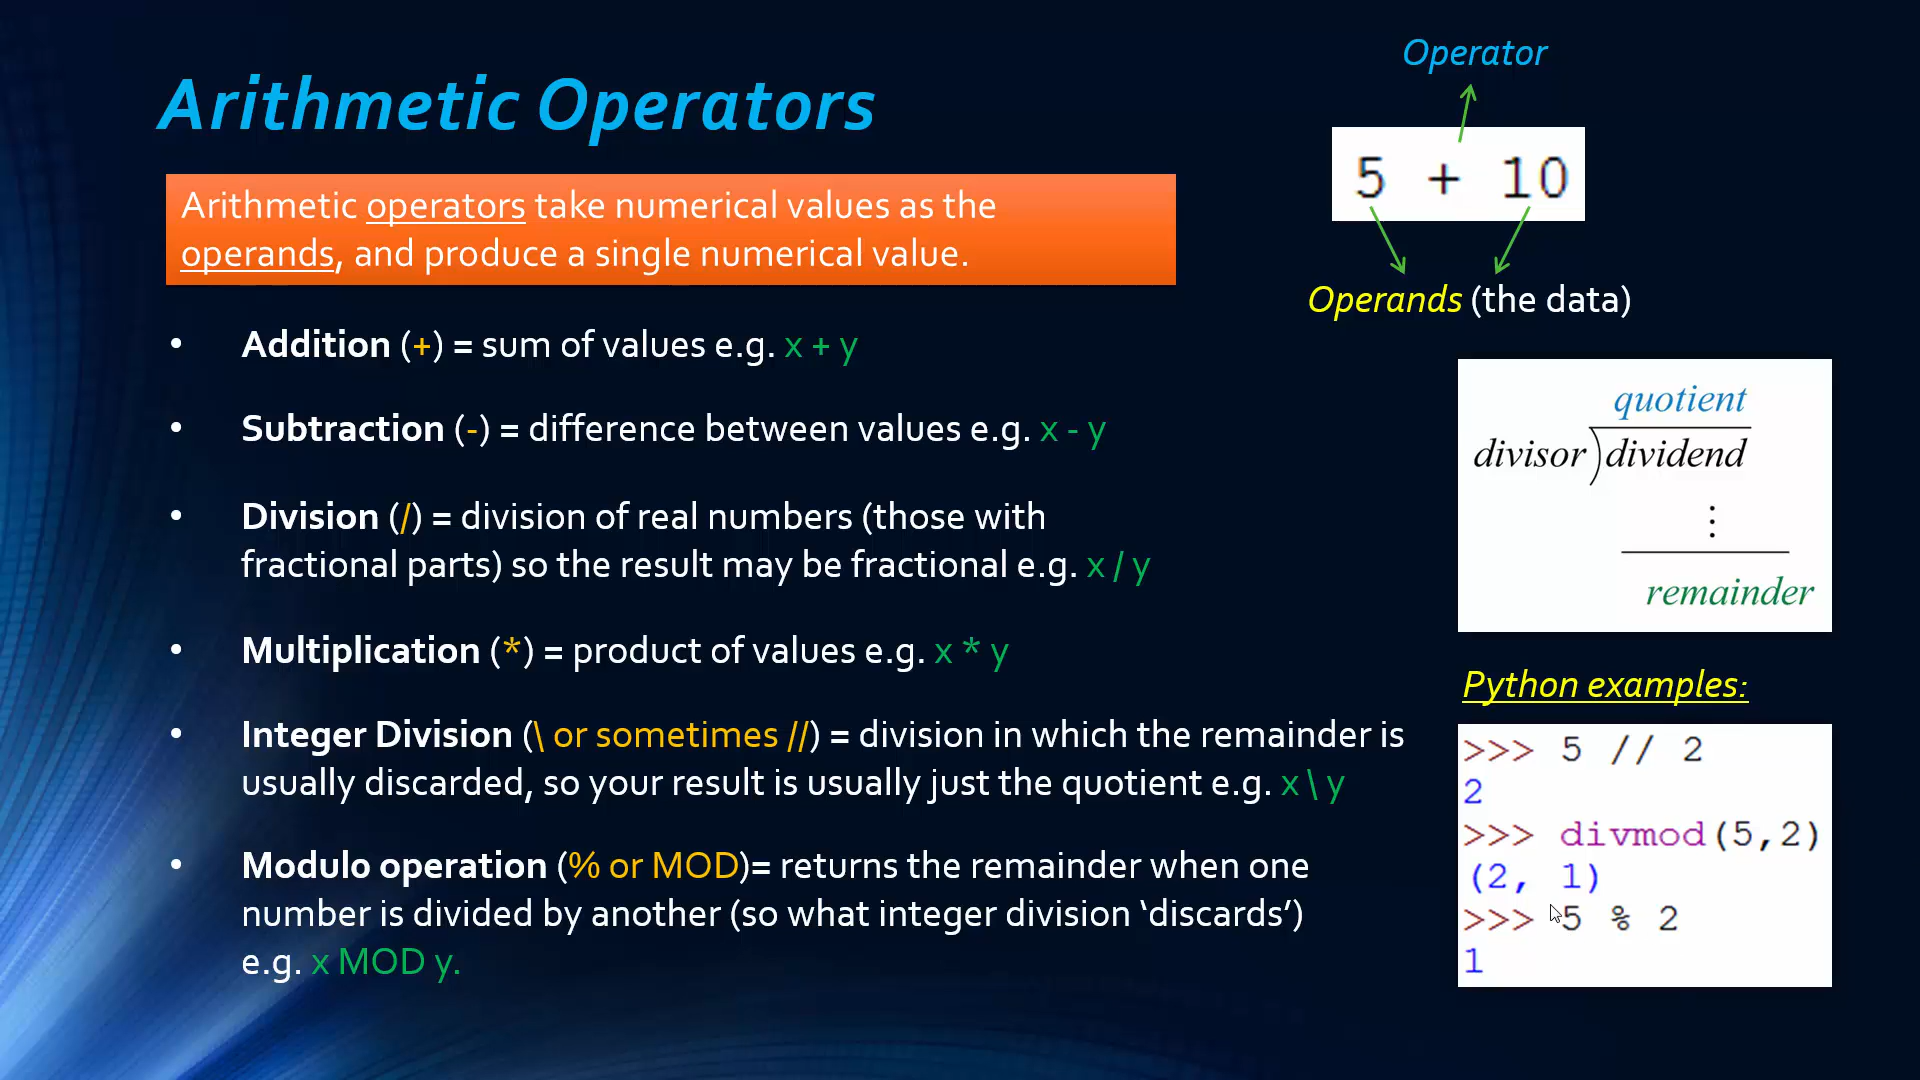 Arithmetic Operators
Arithmetic operators take numerical values as the
operands, and produce a single numerical value.
• Addition (+) = sum of values e.g. x + y
• Subtraction (-) = difference between values e.g. x - y
• Division (/) = division of real numbers (those with
fractional parts) so the result may be fractional e.g. x / y
• Multiplication (*) = product of values e.g. x * y
• Integer Division (\ or sometimes //) = division in which the remainder is
usually discarded, so your result is usually just the quotient e.g. x \ y
• Modulo operation (% or MOD)= returns the remainder when one
number is divided by another (so what integer division ‘discards’)
e.g. x MOD y.
Operator
5 + 10
Operands (the data)
quotient
divisor)dividend
⋮
remainder
Python examples:
>>> 5 // 2
2
>>> divmod(5,2)
(2, 1)
>>> 5 % 2
1